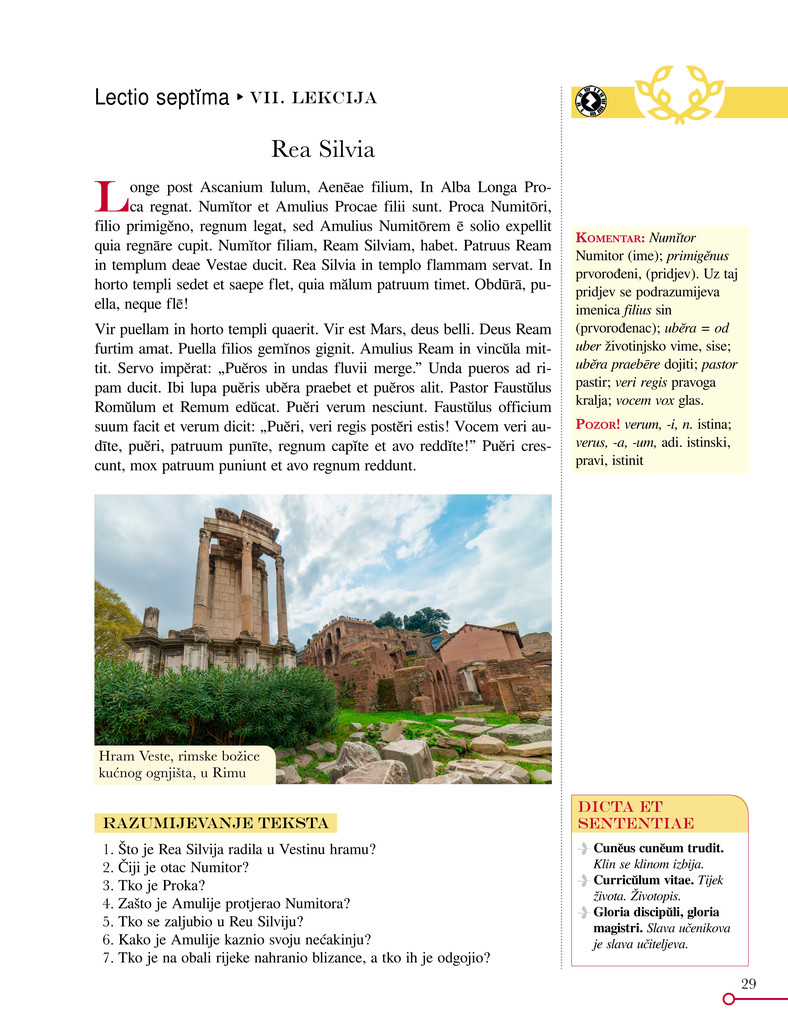 Lectio septĭma ▸ VII. LEKCIJA
Rea Silvia
Longe post Ascanium Iulum, Aenēae filium, In Alba Longa Pro-
ca regnat. Numĭtor et Amulius Procae filii sunt. Proca Numitōri,
filio primigĕno, regnum legat, sed Amulius Numitōrem ē solio expellit
quia regnāre cupit. Numĭtor filiam, Ream Silviam, habet. Patruus Ream
in templum deae Vestae ducit. Rea Silvia in templo flammam servat. In
horto templi sedet et saepe flet, quia mălum patruum timet. Obdūrā, pu-
ella, neque flē!
Vir puellam in horto templi quaerit. Vir est Mars, deus belli. Deus Ream
furtim amat. Puella filios gemĭnos gignit. Amulius Ream in vincŭla mit-
tit. Servo impĕrat: „Puĕros in undas fluvii merge.” Unda pueros ad ri-
pam ducit. Ibi lupa puĕris ubĕra praebet et puĕros alit. Pastor Faustŭlus
Romŭlum et Remum edŭcat. Puĕri verum nesciunt. Faustŭlus officium
suum facit et verum dicit: „Puĕri, veri regis postĕri estis! Vocem veri au-
dīte, puĕri, patruum punīte, regnum capĭte et avo reddĭte!” Puĕri cres-
cunt, mox patruum puniunt et avo regnum reddunt.
KOMENTAR: Numĭtor
Numitor (ime); primigĕnus
prvorođeni, (pridjev). Uz taj
pridjev se podrazumijeva
imenica filius sin
(prvorođenac); ubĕra = od
uber životinjsko vime, sise;
ubĕra praebēre dojiti; pastor
pastir; veri regis pravoga
kralja; vocem vox glas.
POZOR! verum, -i, n. istina;
verus, -a, -um, adi. istinski,
pravi, istinit
Hram Veste, rimske božice
kućnog ognjišta, u Rimu
RAZUMIJEVANJE TEKSTA
1. Što je Rea Silvija radila u Vestinu hramu?
2. Čiji je otac Numitor?
3. Tko je Proka?
4. Zašto je Amulije protjerao Numitora?
5. Tko se zaljubio u Reu Silviju?
6. Kako je Amulije kaznio svoju nećakinju?
7. Tko je na obali rijeke nahranio blizance, a tko ih je odgojio?
DICTA ET
SENTENTIAE
Cunĕus cunĕum trudit.
Klin se klinom izbija.
Curricŭlum vitae. Tijek
života. Životopis.
Gloria discipŭli, gloria
magistri. Slava učenikova
je slava učiteljeva.
29